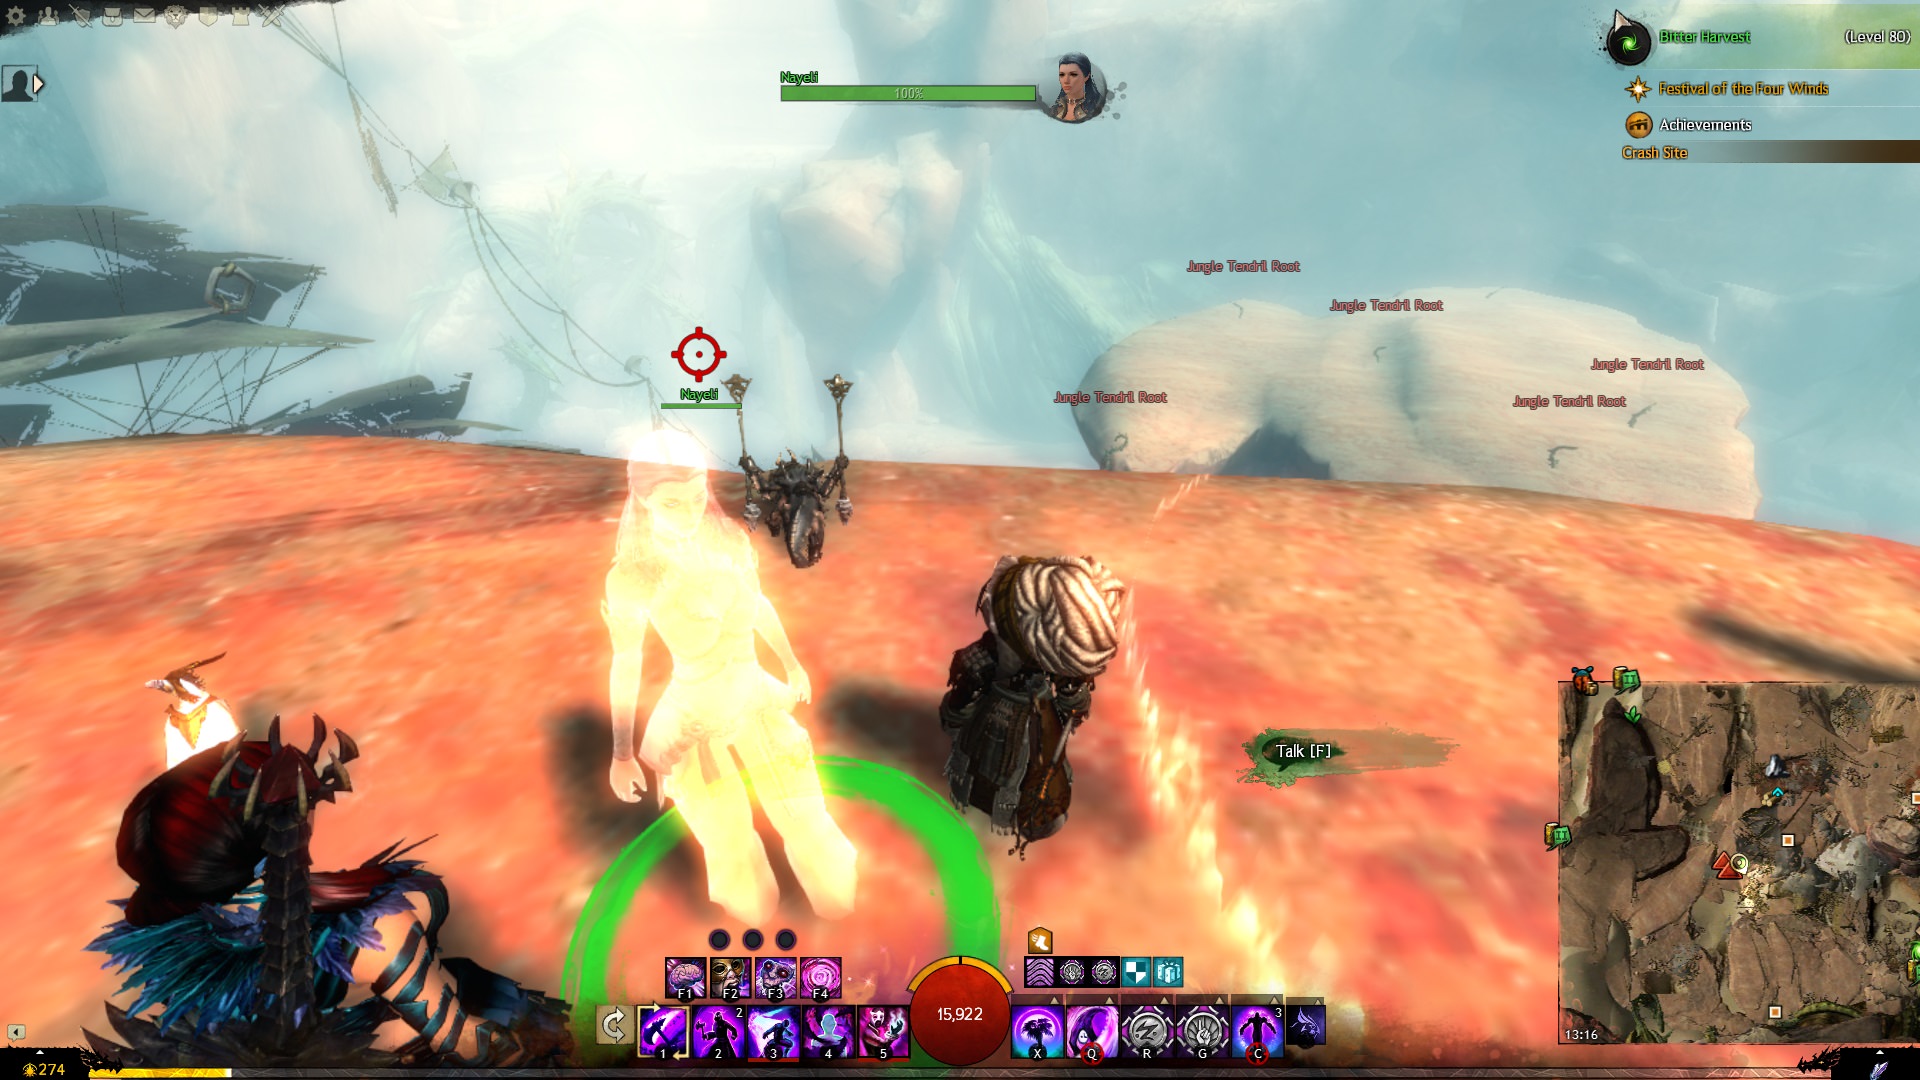 Nayeli
100%
Bitter Harvest
(Level 80)
Festival of the Four Winds
Achievements
Crash Site
Jungle Tendril Root
Jungle Tendril Root
Jungle Tendril Root
Jungle Tendril Root
Jungle Tendril Root
Nayeli
Talk [F]
F1 F2 F3 F4
15,922
2
3
1 2 3 4 5
X Q R G C
13:16
274